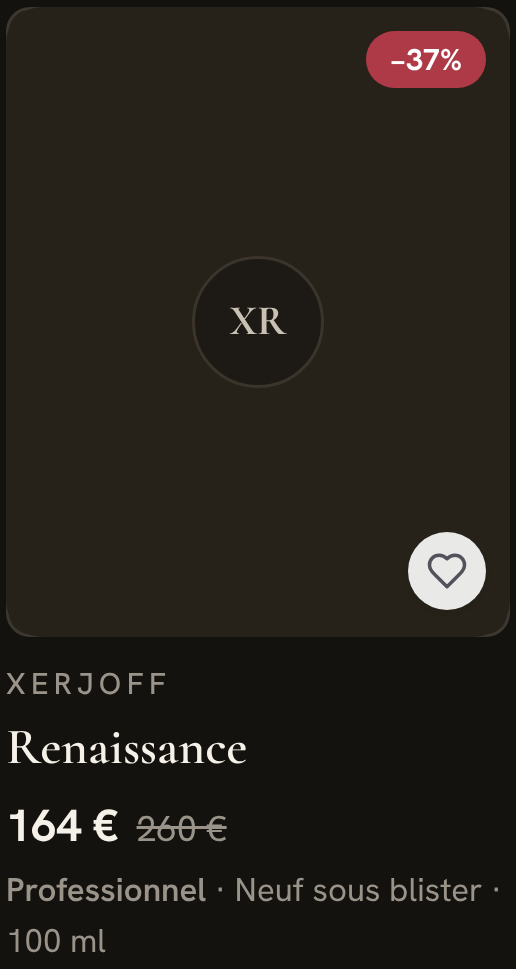 −37%
XR
XERJOFF
Renaissance
164 € 260 €
Professionnel · Neuf sous blister ·
100 ml